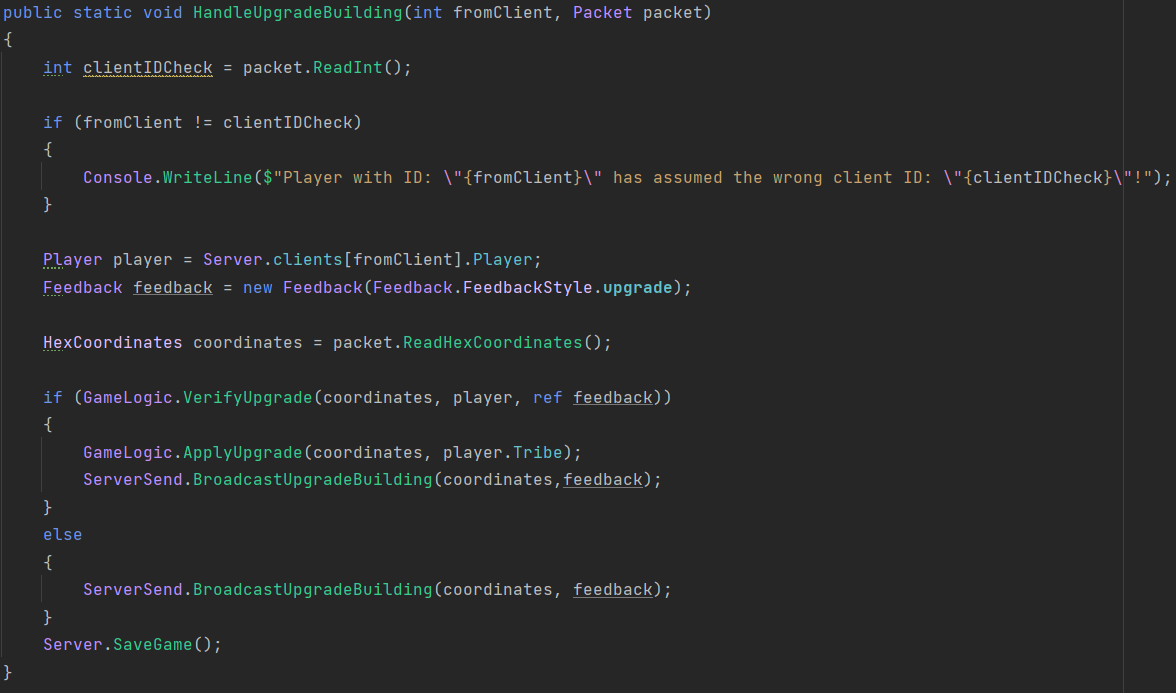 public static void HandleUpgradeBuilding(int fromClient, Packet packet)
{
    int clientIDCheck = packet.ReadInt();

    if (fromClient != clientIDCheck)
    {
        Console.WriteLine($"Player with ID: \"{fromClient}\" has assumed the wrong client ID: \"{clientIDCheck}\"!");
    }

    Player player = Server.clients[fromClient].Player;
    Feedback feedback = new Feedback(Feedback.FeedbackStyle.upgrade);

    HexCoordinates coordinates = packet.ReadHexCoordinates();

    if (GameLogic.VerifyUpgrade(coordinates, player, ref feedback))
    {
        GameLogic.ApplyUpgrade(coordinates, player.Tribe);
        ServerSend.BroadcastUpgradeBuilding(coordinates,feedback);
    }
    else
    {
        ServerSend.BroadcastUpgradeBuilding(coordinates, feedback);
    }
    Server.SaveGame();
}